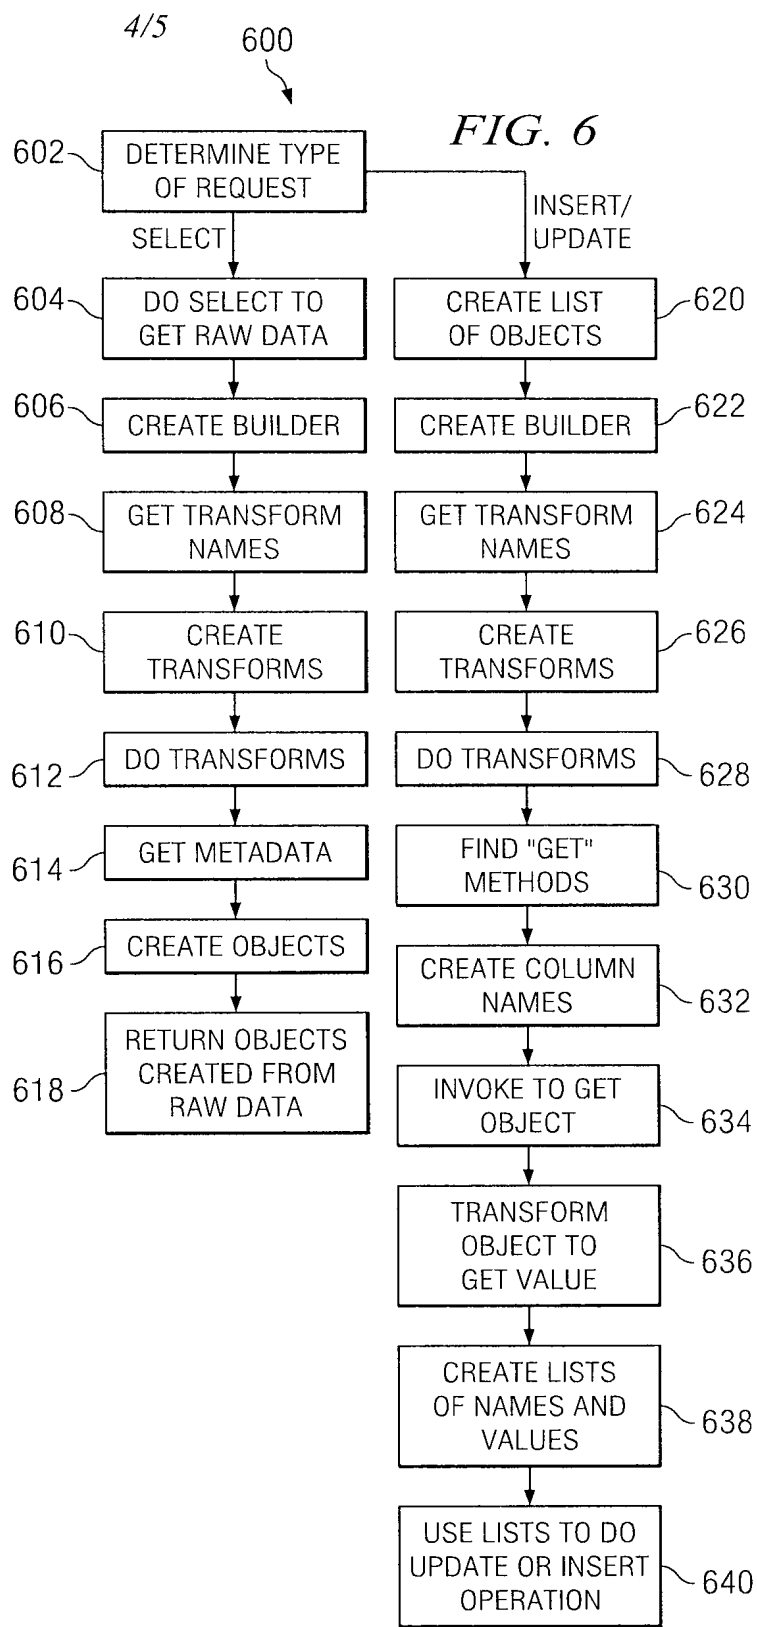 4/5
600
FIG. 6
602
DETERMINE TYPE
OF REQUEST
SELECT
INSERT/
UPDATE
604
DO SELECT TO
GET RAW DATA
606
CREATE BUILDER
608
GET TRANSFORM
NAMES
610
CREATE
TRANSFORMS
612
DO TRANSFORMS
614
GET METADATA
616
CREATE OBJECTS
618
RETURN OBJECTS
CREATED FROM
RAW DATA
CREATE LIST
OF OBJECTS
620
CREATE BUILDER
622
GET TRANSFORM
NAMES
624
CREATE
TRANSFORMS
626
DO TRANSFORMS
628
FIND "GET"
METHODS
630
CREATE COLUMN
NAMES
632
INVOKE TO GET
OBJECT
634
TRANSFORM
OBJECT TO
GET VALUE
636
CREATE LISTS
OF NAMES AND
VALUES
638
USE LISTS TO DO
UPDATE OR INSERT
OPERATION
640